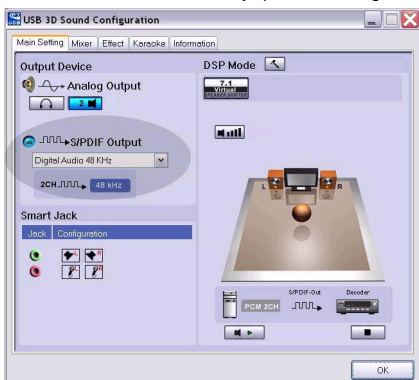 USB 3D Sound Configuration
Main Setting Mixer Effect Karaoke Information
Output Device
Analog Output
2
S/PDIF Output
Digital Audio 48 KHz
2CH 48 kHz
Smart Jack
Jack Configuration
L R
L R
DSP Mode
7.1
Virtual
SPEAKER SHIFTER
L R
S/PDIF-Out Decoder
PCM 2CH
OK